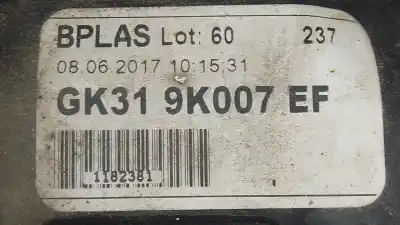 BPLAS Lot: 60 237
08.06.2017 10:15:31
GK31 9K007 EF
1182381